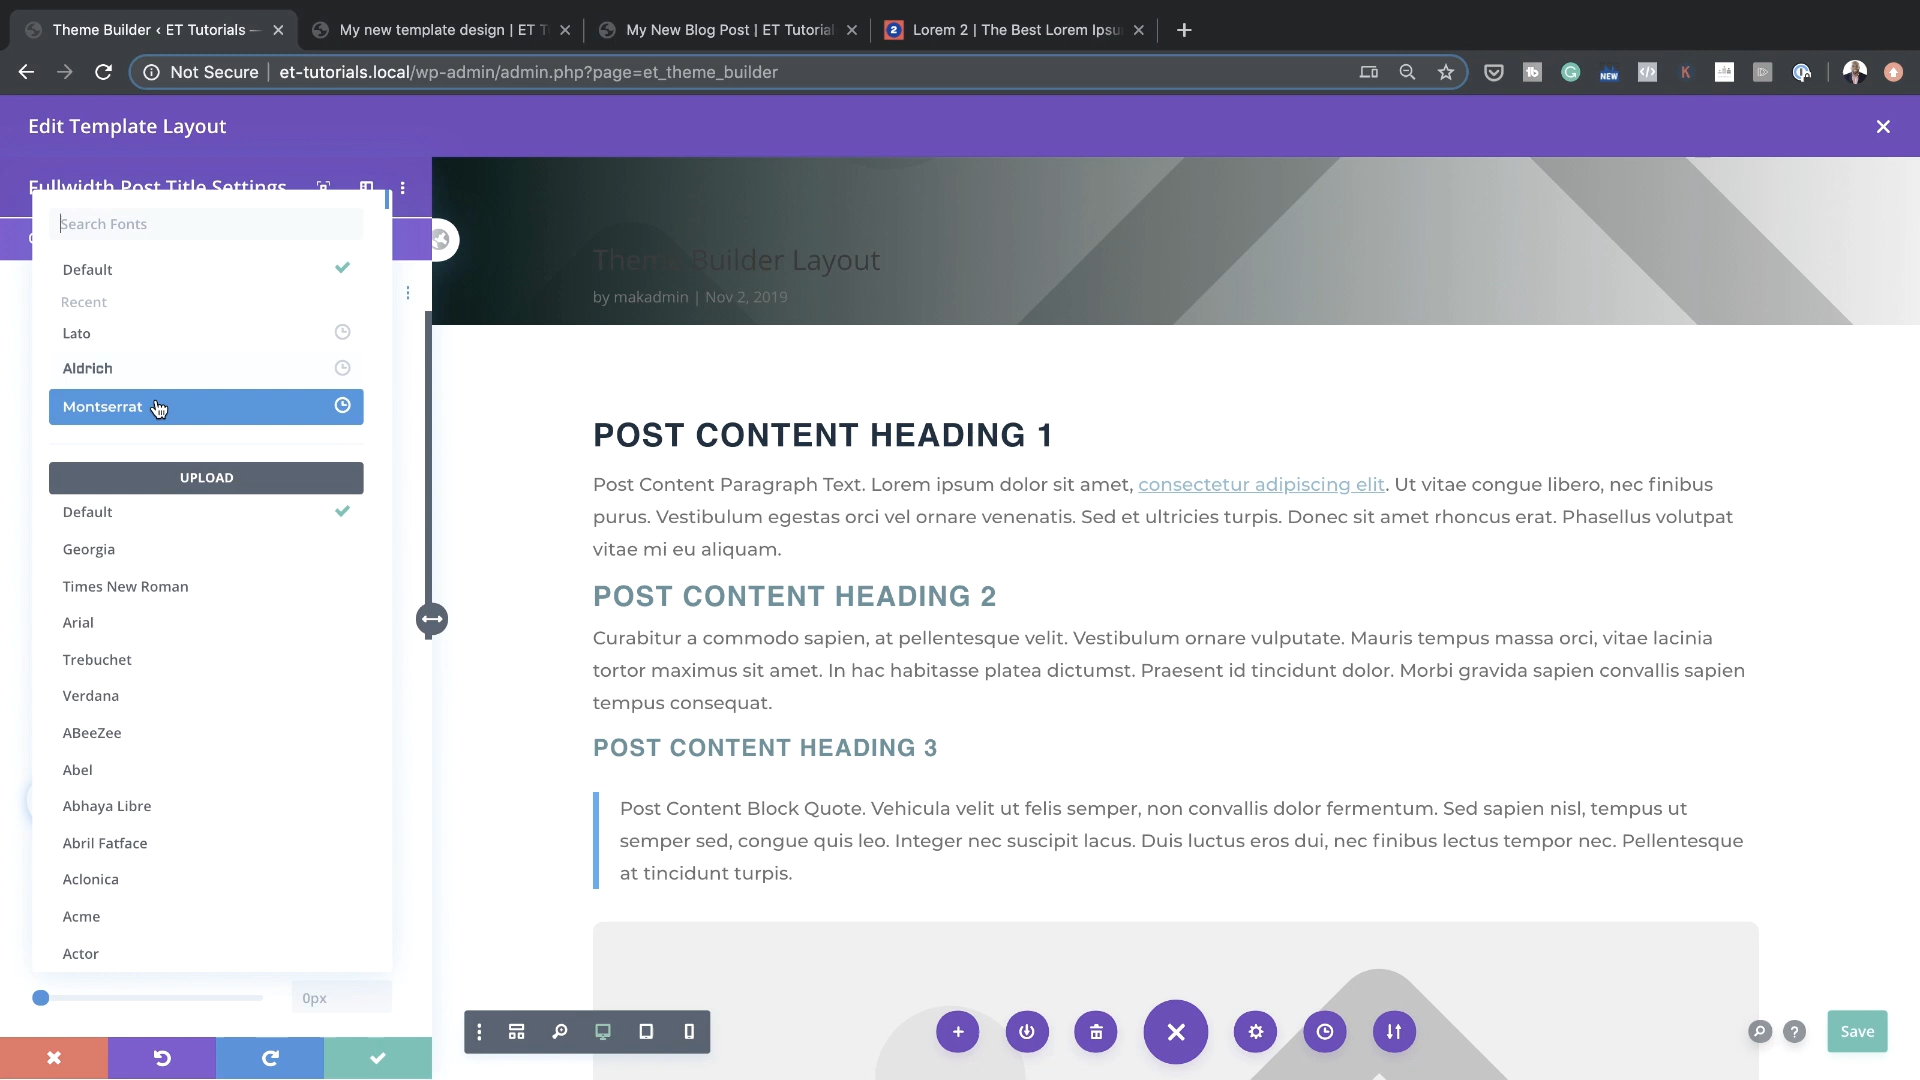 Theme Builder ‹ ET Tutorials —
My new template design | ET T
My New Blog Post | ET Tutorial
2 Lorem 2 | The Best Lorem Ipsu
Not Secure | et-tutorials.local/wp-admin/admin.php?page=et_theme_builder
NEW
Edit Template Layout
Fullwidth Post Title Settings
Search Fonts
Default
Recent
Lato
Aldrich
Montserrat
UPLOAD
Default
Georgia
Times New Roman
Arial
Trebuchet
Verdana
ABeeZee
Abel
Abhaya Libre
Abril Fatface
Aclonica
Acme
Actor
0px
Theme Builder Layout
by makadmin | Nov 2, 2019
POST CONTENT HEADING 1
Post Content Paragraph Text. Lorem ipsum dolor sit amet, consectetur adipiscing elit. Ut vitae congue libero, nec finibus
purus. Vestibulum egestas orci vel ornare venenatis. Sed et ultricies turpis. Donec sit amet rhoncus erat. Phasellus volutpat
vitae mi eu aliquam.
POST CONTENT HEADING 2
Curabitur a commodo sapien, at pellentesque velit. Vestibulum ornare vulputate. Mauris tempus massa orci, vitae lacinia
tortor maximus sit amet. In hac habitasse platea dictumst. Praesent id tincidunt dolor. Morbi gravida sapien convallis sapien
tempus consequat.
POST CONTENT HEADING 3
Post Content Block Quote. Vehicula velit ut felis semper, non convallis dolor fermentum. Sed sapien nisl, tempus ut
semper sed, congue quis leo. Integer nec suscipit lacus. Duis luctus eros dui, nec finibus lectus tempor nec. Pellentesque
at tincidunt turpis.
Save